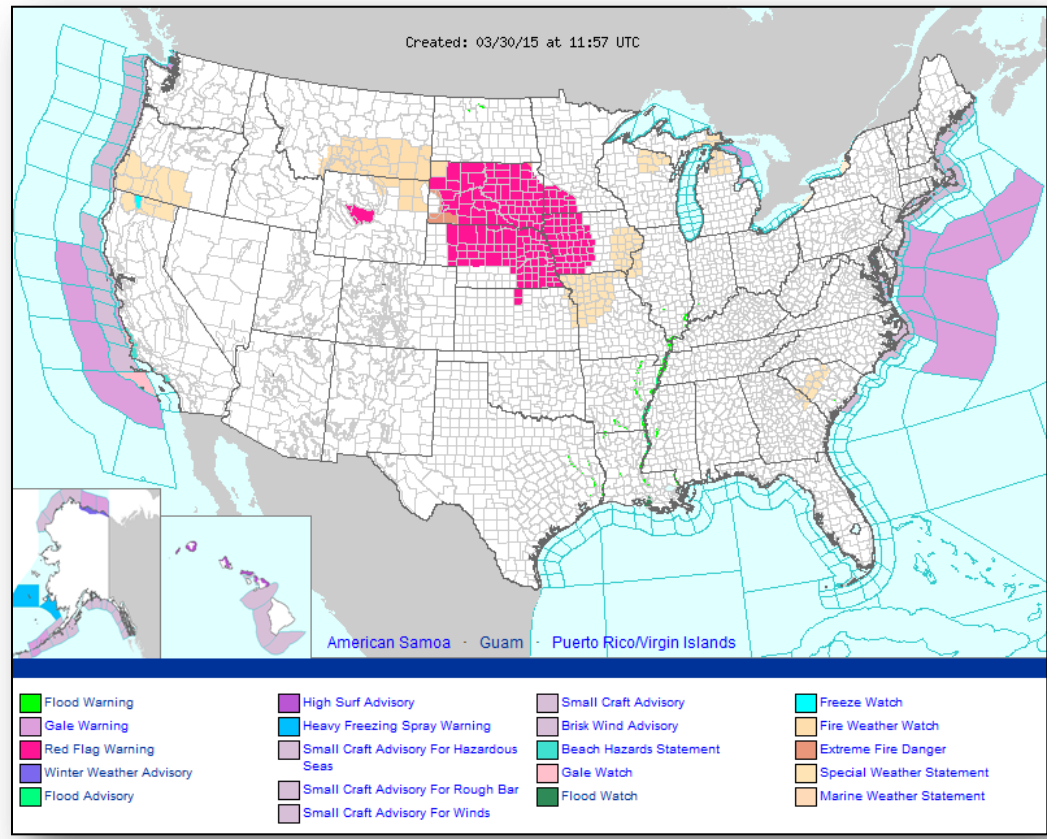 Created: 03/30/15 at 11:57 UTC
American Samoa - Guam - Puerto Rico/Virgin Islands
Flood Warning
Gale Warning
Red Flag Warning
Winter Weather Advisory
Flood Advisory
High Surf Advisory
Heavy Freezing Spray Warning
Small Craft Advisory For Hazardous
Seas
Small Craft Advisory For Rough Bar
Small Craft Advisory For Winds
Small Craft Advisory
Brisk Wind Advisory
Beach Hazards Statement
Gale Watch
Flood Watch
Freeze Watch
Fire Weather Watch
Extreme Fire Danger
Special Weather Statement
Marine Weather Statement